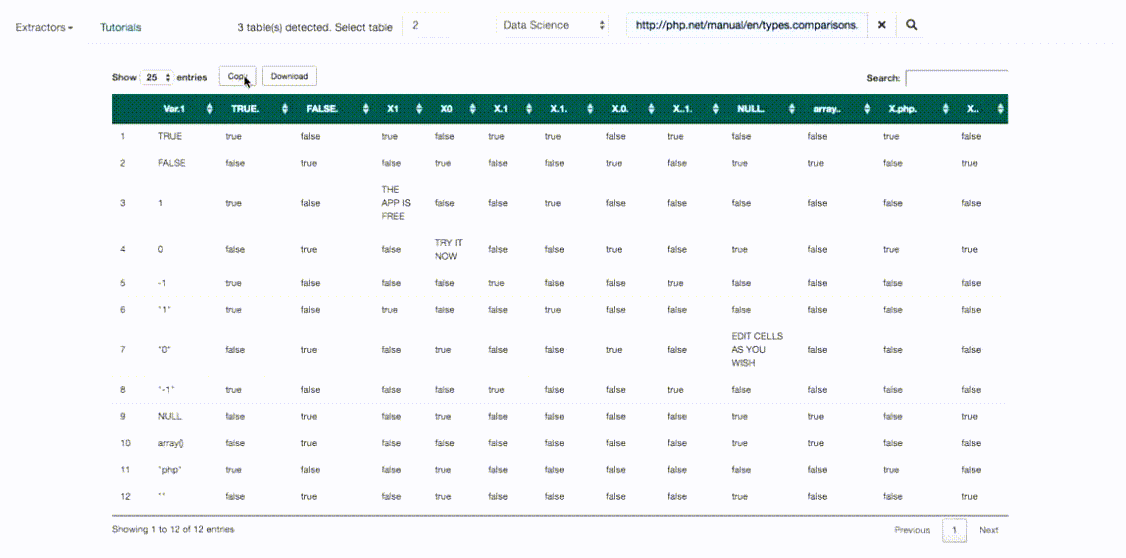 Extractors Tutorials 3 table(s) detected. Select table 2 Data Science http://php.net/manual/en/types.comparisons.
Show 25 entries Copy Download Search:
Var.1 TRUE. FALSE. X1 X0 X.1 X.1. X.0. X..1. NULL. array.. X.php. X..
1 TRUE true false true false true true false true false false true false
2 FALSE false true false true false false true false true true false true
3 1 true false THE APP IS FREE false false true false false false false false false
4 0 false true false TRY IT NOW false false true false true false true true
5 -1 true false false false true false false true false false false false
6 "1" true false true false false true false false false false false false
7 "0" false true false true false false true false EDIT CELLS AS YOU WISH false false false
8 "-1" true false false false true false false true false false false false
9 NULL false true false true false false false false true true false true
10 array() false true false false false false false false true true false false
11 "php" true false false true false false false false false false true false
12 "" false true false true false false false false true false false true
Showing 1 to 12 of 12 entries Previous 1 Next